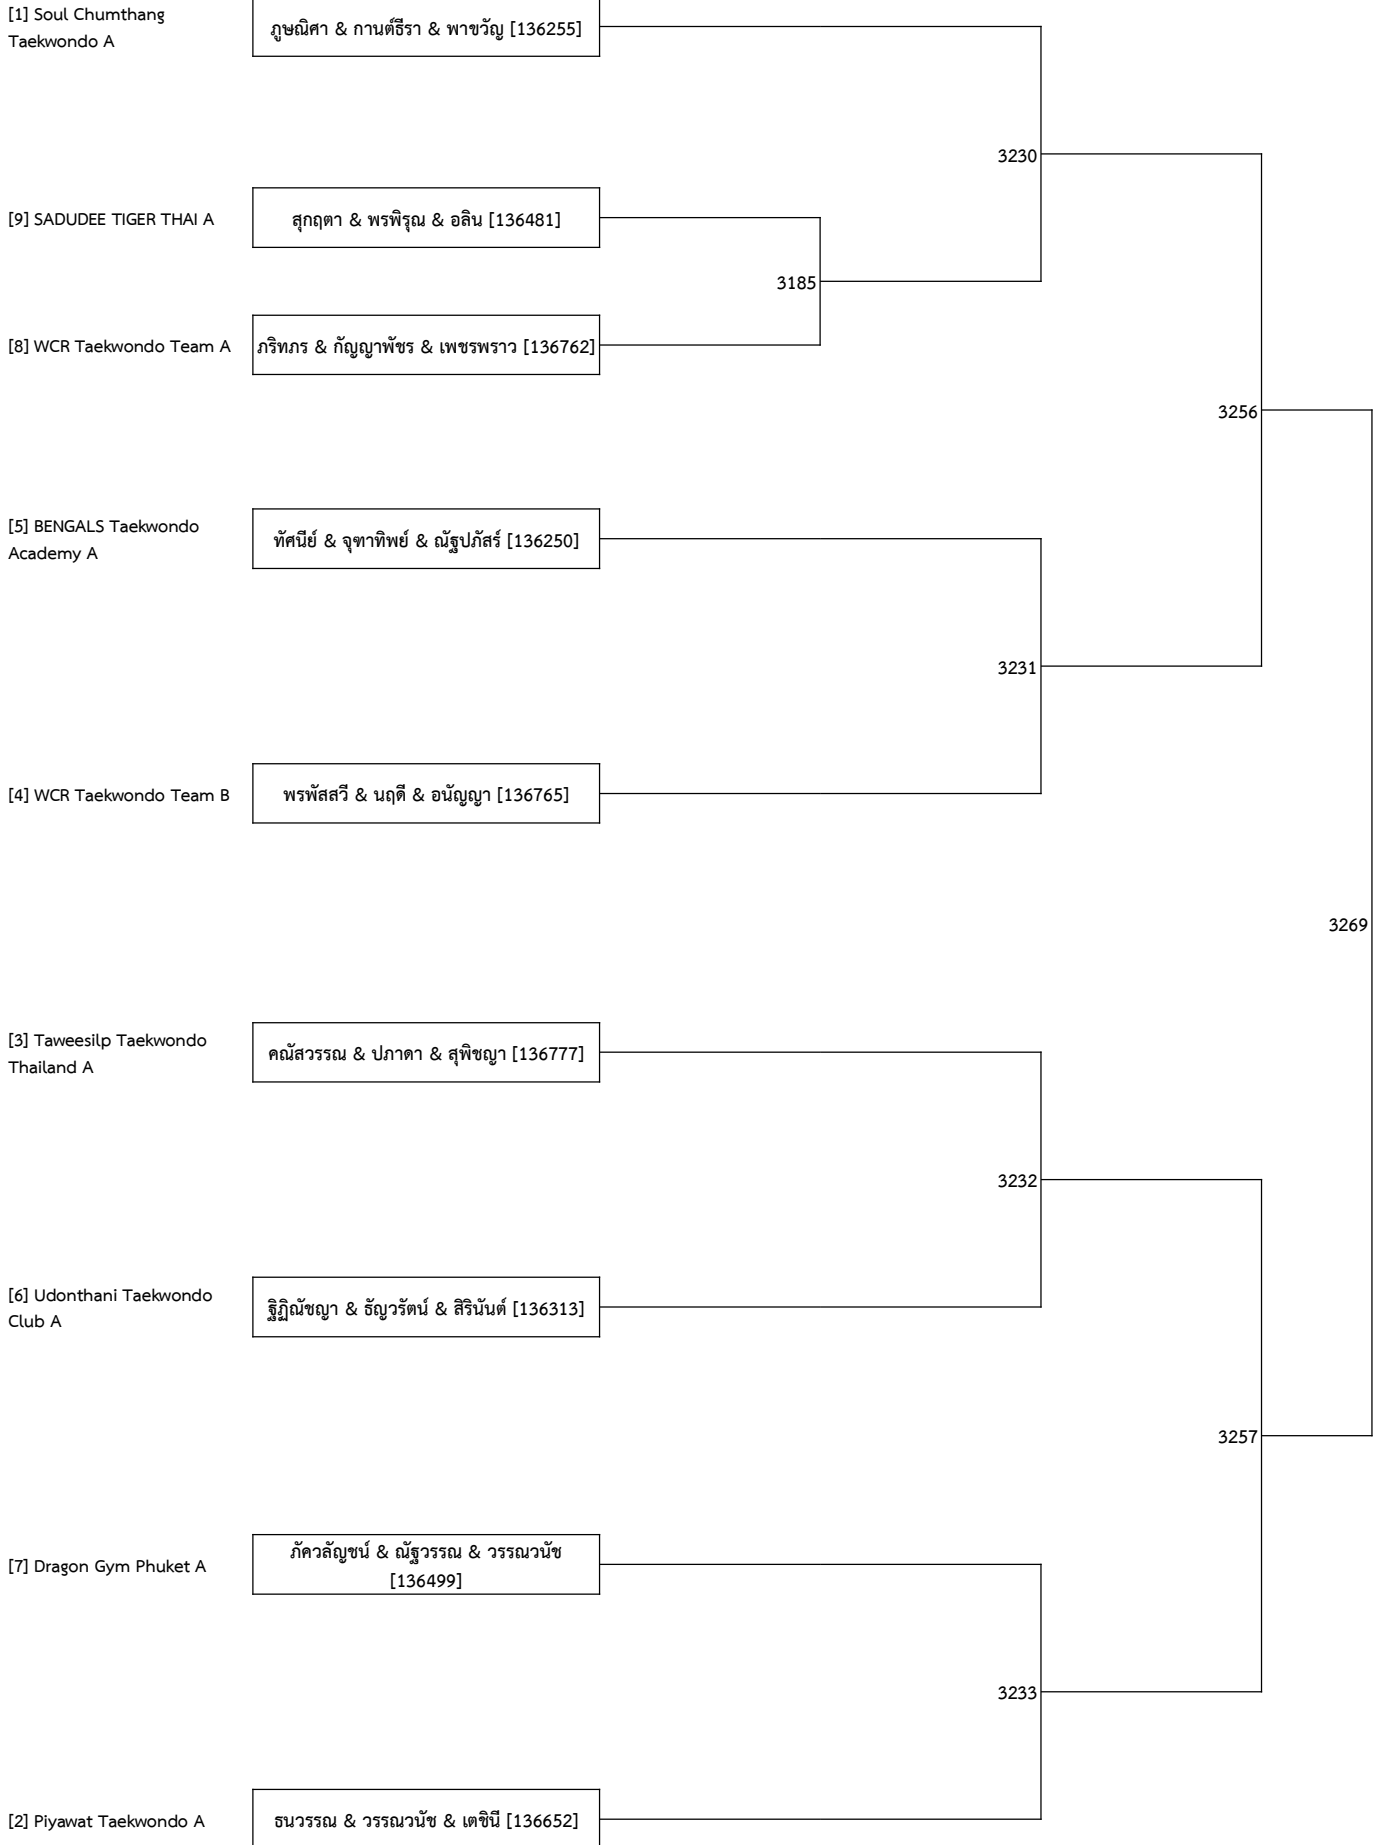 [1] Soul Chumthang
Taekwondo A
ภูษณิศา & กานต์ธีรา & พาขวัญ [136255]
3230
[9] SADUDEE TIGER THAI A
สุกฤตา & พรพิรุณ & อลิน [136481]
3185
[8] WCR Taekwondo Team A
ภริทภร & กัญญาพัชร & เพชรพราว [136762]
3256
[5] BENGALS Taekwondo
Academy A
ทัศนีย์ & จุฑาทิพย์ & ณัฐปภัสร์ [136250]
3231
[4] WCR Taekwondo Team B
พรพัสสวี & นฤดี & อนัญญา [136765]
3269
[3] Taweesilp Taekwondo
Thailand A
คณัสวรรณ & ปภาดา & สุพิชญา [136777]
3232
[6] Udonthani Taekwondo
Club A
ฐิฏิณัชญา & ธัญวรัตน์ & สิรินันต์ [136313]
3257
[7] Dragon Gym Phuket A
ภัควลัญชน์ & ณัฐวรรณ & วรรณวนัช
[136499]
3233
[2] Piyawat Taekwondo A
ธนวรรณ & วรรณวนัช & เตชินี [136652]